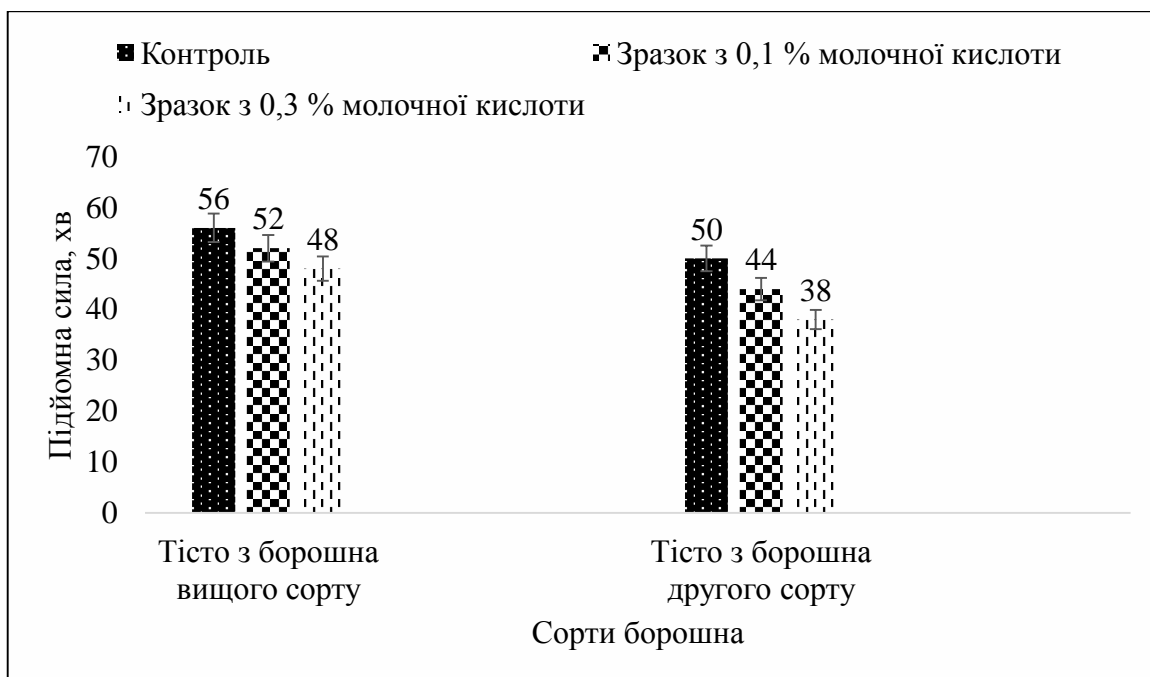 Контроль
Зразок з 0,1 % молочної кислоти
Зразок з 0,3 % молочної кислоти
Підйомна сила, хв
70
60
50
40
30
20
10
0
56
52
48
50
44
38
Тісто з борошна
вищого сорту
Тісто з борошна
другого сорту
Сорти борошна